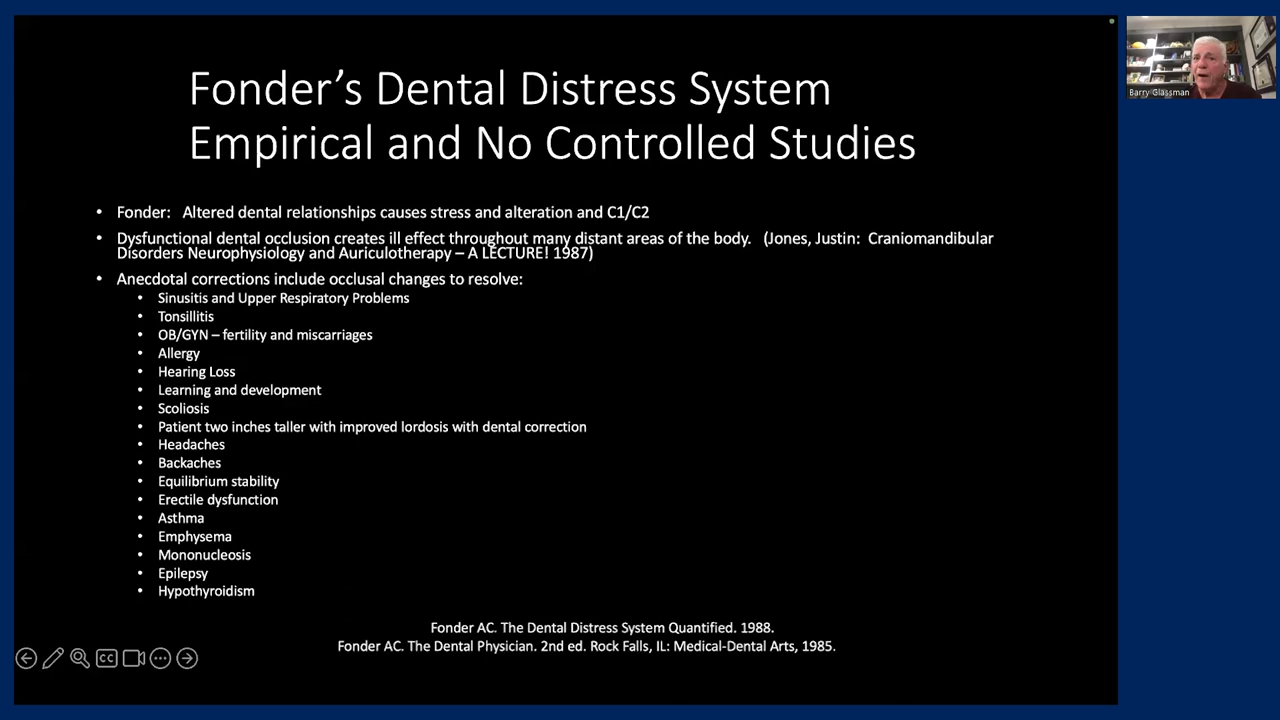 Fonder's Dental Distress System
Empirical and No Controlled Studies
• Fonder: Altered dental relationships causes stress and alteration and C1/C2
• Dysfunctional dental occlusion creates ill effect throughout many distant areas of the body. (Jones, Justin: Craniomandibular
Disorders Neurophysiology and Auriculotherapy – A LECTURE! 1987)
• Anecdotal corrections include occlusal changes to resolve:
• Sinusitis and Upper Respiratory Problems
• Tonsillitis
• OB/GYN – fertility and miscarriages
• Allergy
• Hearing Loss
• Learning and development
• Scoliosis
• Patient two inches taller with improved lordosis with dental correction
• Headaches
• Backaches
• Equilibrium stability
• Erectile dysfunction
• Asthma
• Emphysema
• Mononucleosis
• Epilepsy
• Hypothyroidism
Fonder AC. The Dental Distress System Quantified. 1988.
Fonder AC. The Dental Physician. 2nd ed. Rock Falls, IL: Medical-Dental Arts, 1985.
CC
Barry Glassman